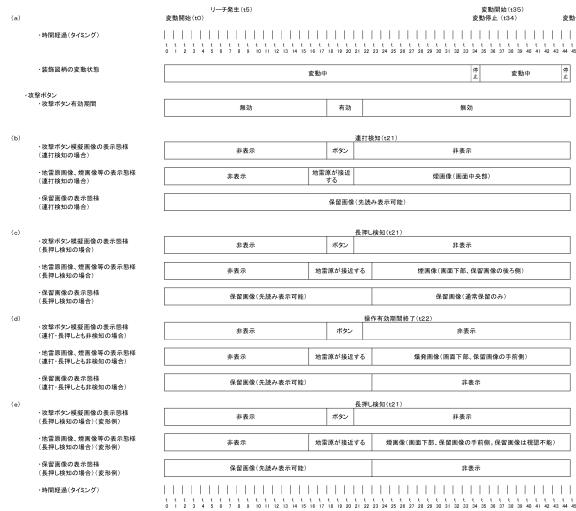 リーチ発生(t5)
変動開始(t35)
(a)
変動開始(t0)
変動停止(t34)
変動
・時間経過(タイミング)
t t t t t t t t t t t t t t t t t t t t t t t t t t t t t t t t t t t t t t t t t t t t t t
0 1 2 3 4 5 6 7 8 9 10 11 12 13 14 15 16 17 18 19 20 21 22 23 24 25 26 27 28 29 30 31 32 33 34 35 36 37 38 39 40 41 42 43 44 45
・装飾図柄の変動状態
変動中 停止 変動中 停止
・攻撃ボタン
・攻撃ボタン有効期間
無効 有効 無効
(b)
連打検知(t21)
・攻撃ボタン模擬画像の表示態様
(連打検知の場合)
非表示 ボタン 非表示
・地雷原画像、煙画像等の表示態様
(連打検知の場合)
非表示 地雷原が接近する 煙画像(画面中央部)
・保留画像の表示態様
(連打検知の場合)
保留画像(先読み表示可能)
(c)
長押し検知(t21)
・攻撃ボタン模擬画像の表示態様
(長押し検知の場合)
非表示 ボタン 非表示
・地雷原画像、煙画像等の表示態様
(長押し検知の場合)
非表示 地雷原が接近する 煙画像(画面下部、保留画像の後ろ側)
・保留画像の表示態様
(長押し検知の場合)
保留画像(先読み表示可能) 保留画像(通常保留のみ)
(d)
操作有効期間終了(t22)
・攻撃ボタン模擬画像の表示態様
(連打・長押しとも非検知の場合)
非表示 ボタン 非表示
・地雷原画像、煙画像等の表示態様
(連打・長押しとも非検知の場合)
非表示 地雷原が接近する 爆発画像(画面下部、保留画像の手前側)
・保留画像の表示態様
(連打・長押しとも非検知の場合)
保留画像(先読み表示可能) 非表示
(e)
長押し検知(t21)
・攻撃ボタン模擬画像の表示態様
(長押し検知の場合)(変形例)
非表示 ボタン 非表示
・地雷原画像、煙画像等の表示態様
(長押し検知の場合)(変形例)
非表示 地雷原が接近する 煙画像(画面下部、保留画像の手前側。保留画像は視認不能)
・保留画像の表示態様
(長押し検知の場合)(変形例)
保留画像(先読み表示可能) 非表示
・時間経過(タイミング)
t t t t t t t t t t t t t t t t t t t t t t t t t t t t t t t t t t t t t t t t t t t t t t
0 1 2 3 4 5 6 7 8 9 10 11 12 13 14 15 16 17 18 19 20 21 22 23 24 25 26 27 28 29 30 31 32 33 34 35 36 37 38 39 40 41 42 43 44 45